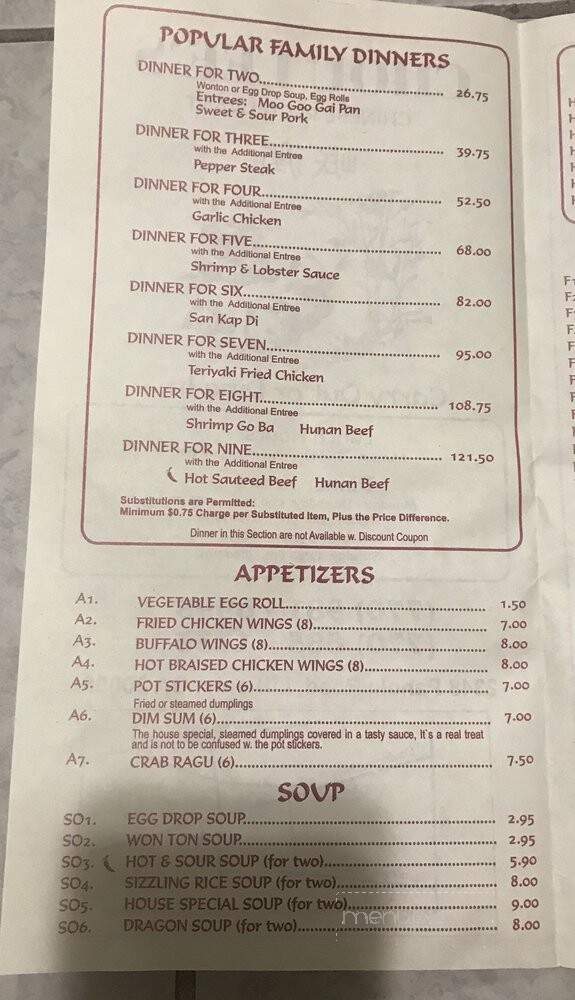 POPULAR FAMILY DINNERS
DINNER FOR TWO........ 26.75
Wonton or Egg Drop Soup, Egg Rolls
Entrees: Moo Goo Gai Pan
Sweet & Sour Pork
DINNER FOR THREE........ 39.75
with the Additional Entree
Pepper Steak
DINNER FOR FOUR........ 52.50
with the Additional Entree
Garlic Chicken
DINNER FOR FIVE........ 68.00
with the Additional Entree
Shrimp & Lobster Sauce
DINNER FOR SIX........ 82.00
with the Additional Entree
San Kap Di
DINNER FOR SEVEN........ 95.00
with the Additional Entree
Teriyaki Fried Chicken
DINNER FOR EIGHT........ 108.75
with the Additional Entree
Shrimp Go Ba Hunan Beef
DINNER FOR NINE........ 121.50
with the Additional Entree
Hot Sauteed Beef Hunan Beef
Substitutions are Permitted:
Minimum $0.75 Charge per Substituted Item, Plus the Price Difference.
Dinner in this Section are not Available w. Discount Coupon
APPETIZERS
A1. VEGETABLE EGG ROLL........ 1.50
A2. FRIED CHICKEN WINGS (8)........ 7.00
A3. BUFFALO WINGS (8)........ 8.00
A4. HOT BRAISED CHICKEN WINGS (8)........ 8.00
A5. POT STICKERS (6)........ 7.00
Fried or steamed dumplings
A6. DIM SUM (6)........ 7.00
The house special, steamed dumplings covered in a tasty sauce, It's a real treat
and is not to be confused w. the pot stickers.
A7. CRAB RAGU (6)........ 7.50
SOUP
SO1. EGG DROP SOUP........ 2.95
SO2. WON TON SOUP........ 2.95
SO3. HOT & SOUR SOUP (for two)........ 5.90
SO4. SIZZLING RICE SOUP (for two)........ 8.00
SO5. HOUSE SPECIAL SOUP (for two)........ 9.00
SO6. DRAGON SOUP (for two)........ 8.00